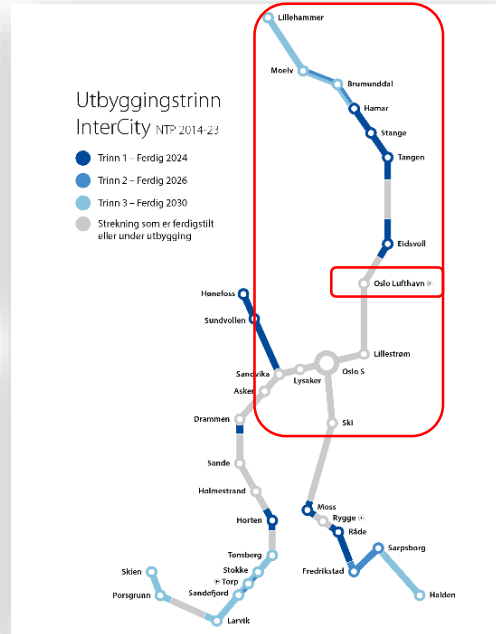 Lillehammer
Moelv
Brumunddal
Utbyggingstrinn
InterCity NTP 2014-23
Hamar
Stange
Trinn 1 – Ferdig 2024
Tangen
Trinn 2 – Ferdig 2026
Trinn 3 – Ferdig 2030
Strekning som er ferdigstilt
eller under utbygging
Eidsvoll
Oslo Lufthavn
Hønefoss
Sundvollen
Lillestrøm
Sandvika
Lysaker
Oslo S
Asker
Drammen
Ski
Sande
Holmestrand
Moss
Horten
Rygge
Råde
Tønsberg
Sarpsborg
Skien
Stokke
Torp
Fredrikstad
Porsgrunn
Sandefjord
Halden
Larvik